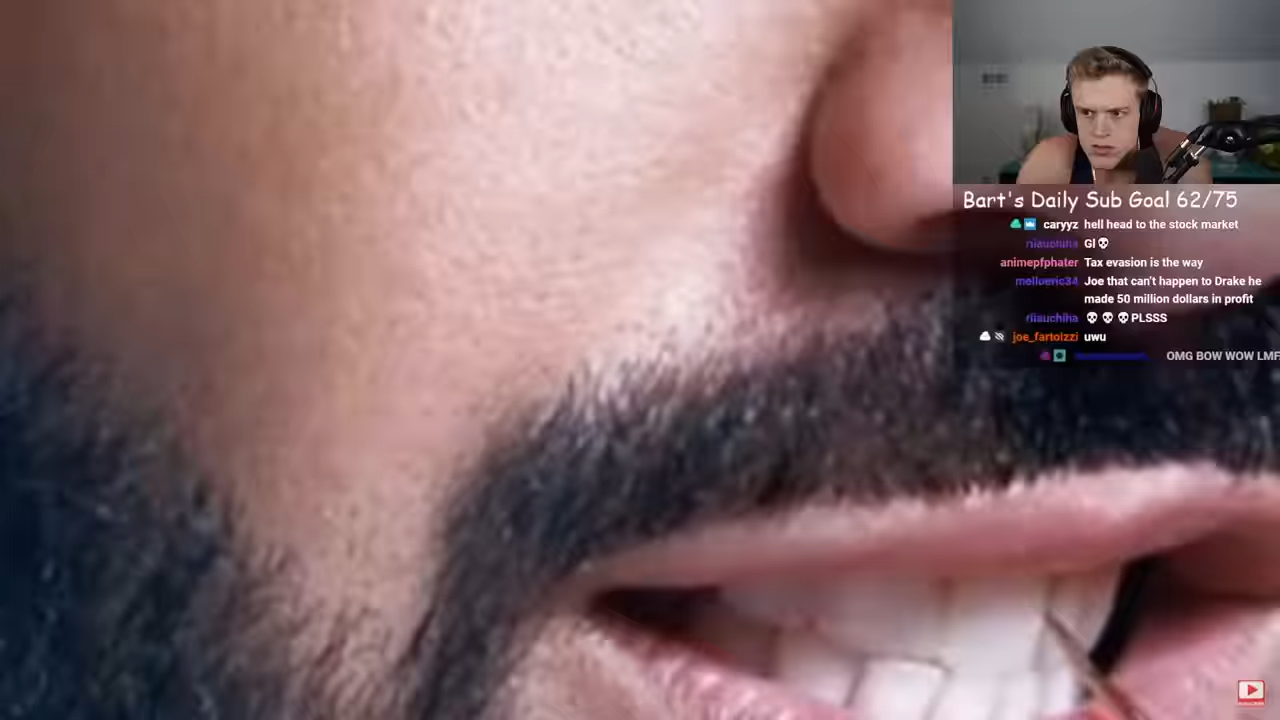 Bart's Daily Sub Goal 62/75
caryyz hell head to the stock market
GI
animepfphater Tax evasion is the way
Joe that can't happen to Drake he
made 50 million dollars in profit
riiauchiha PLSSS
joe_fartoizzi uwu
OMG BOW WOW LMF